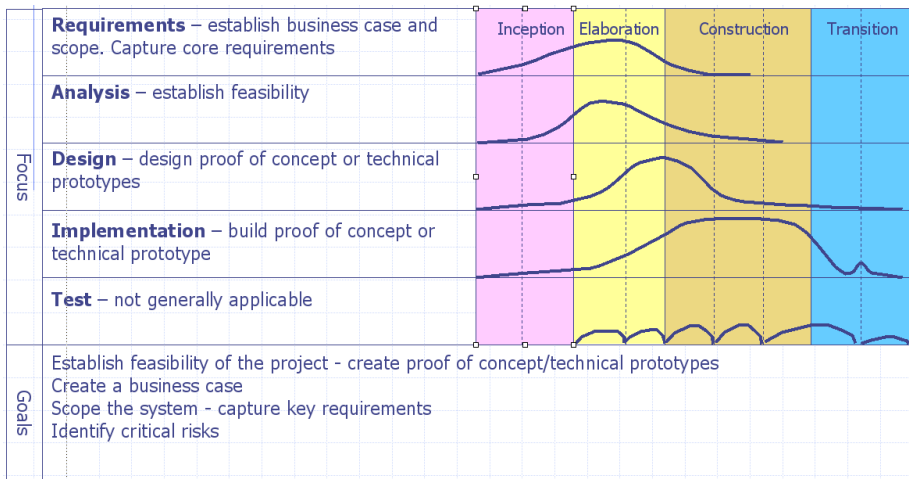 Requirements – establish business case and
scope. Capture core requirements
Inception
Elaboration
Construction
Transition
Analysis – establish feasibility
Focus
Design – design proof of concept or technical
prototypes
Implementation – build proof of concept or
technical prototype
Test – not generally applicable
Goals
Establish feasibility of the project - create proof of concept/technical prototypes
Create a business case
Scope the system - capture key requirements
Identify critical risks